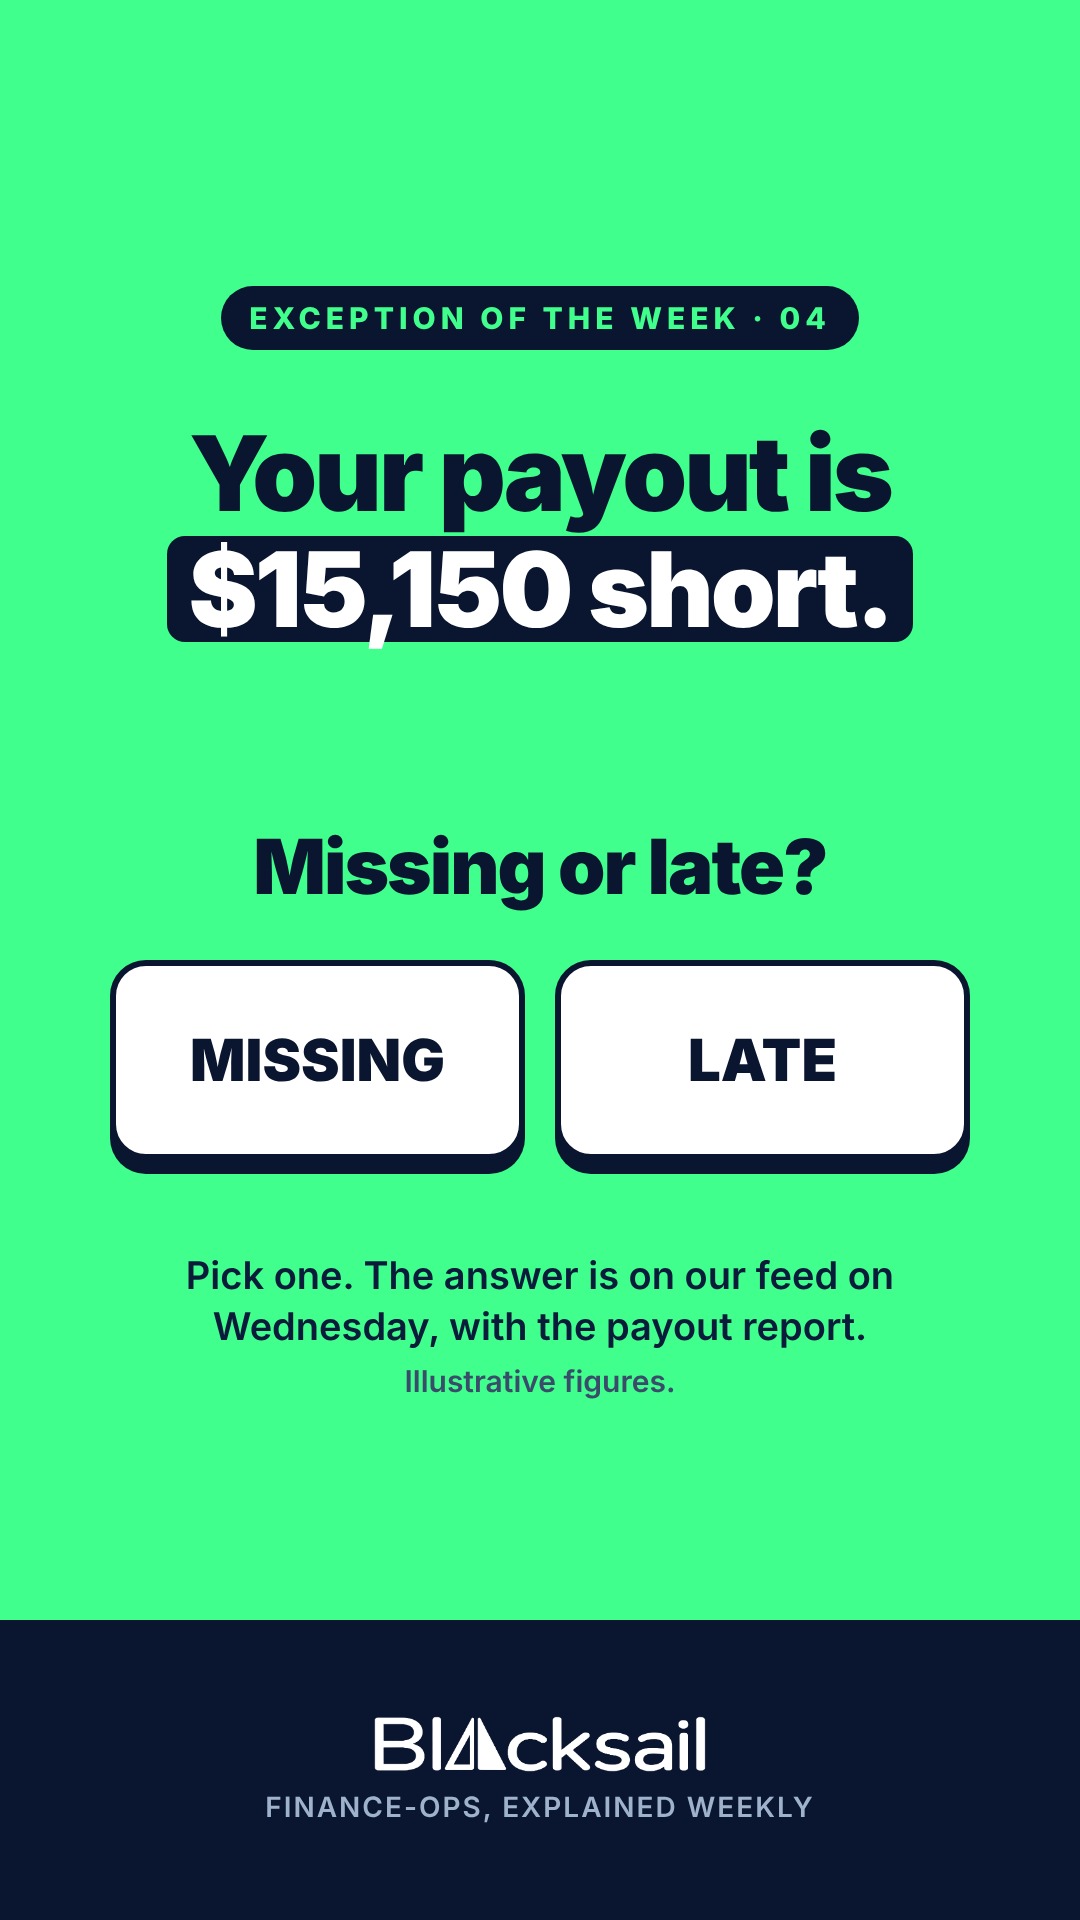 EXCEPTION OF THE WEEK · 04
Your payout is
$15,150 short.
Missing or late?
MISSING
LATE
Pick one. The answer is on our feed on
Wednesday, with the payout report.
Illustrative figures.
Blacksail
FINANCE-OPS, EXPLAINED WEEKLY